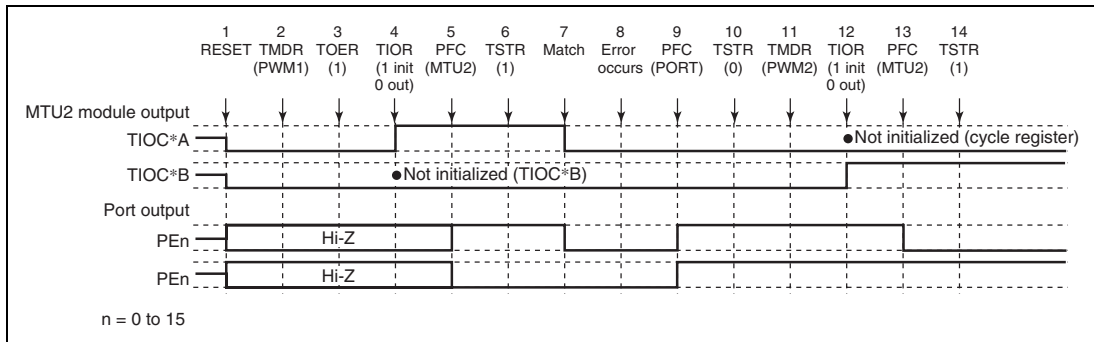 1 2 3 4 5 6 7 8 9 10 11 12 13 14
RESET TMDR TOER TIOR PFC TSTR Match Error PFC TSTR TMDR TIOR PFC TSTR
(PWM1) (1) (1 init (MTU2) (1) occurs (PORT) (0) (PWM2) (1 init (MTU2) (1)
0 out) 0 out)
MTU2 module output
TIOC*A ●Not initialized (cycle register)
TIOC*B ●Not initialized (TIOC*B)
Port output
PEn Hi-Z
PEn Hi-Z
n = 0 to 15